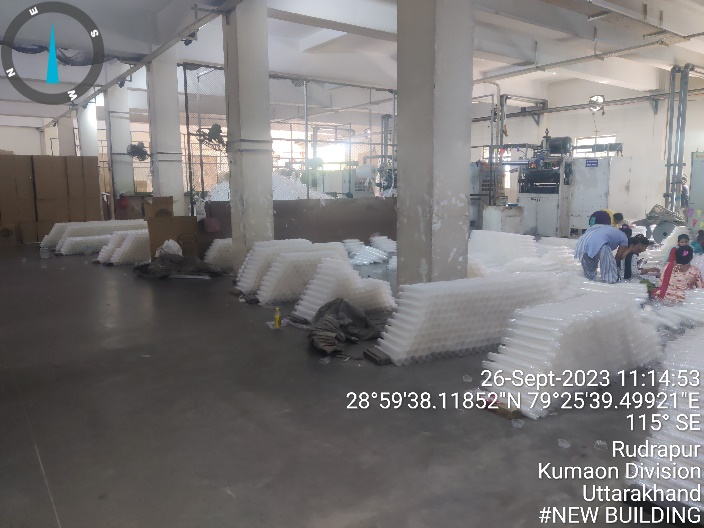 E
S
N
W
26-Sept-2023 11:14:53
28°59'38.11852"N 79°25'39.49921"E
115° SE
Rudrapur
Kumaon Division
Uttarakhand
#NEW BUILDING